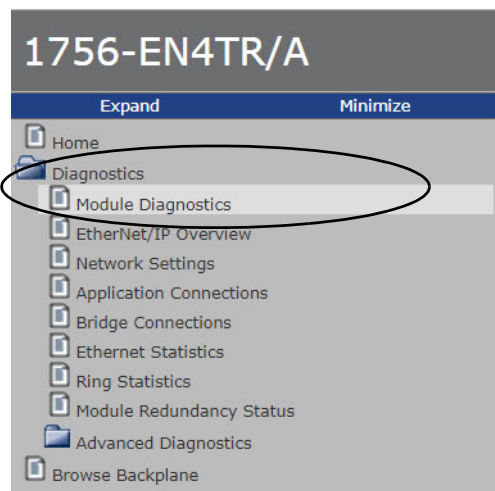 1756-EN4TR/A
Expand Minimize
Home
Diagnostics
Module Diagnostics
EtherNet/IP Overview
Network Settings
Application Connections
Bridge Connections
Ethernet Statistics
Ring Statistics
Module Redundancy Status
Advanced Diagnostics
Browse Backplane